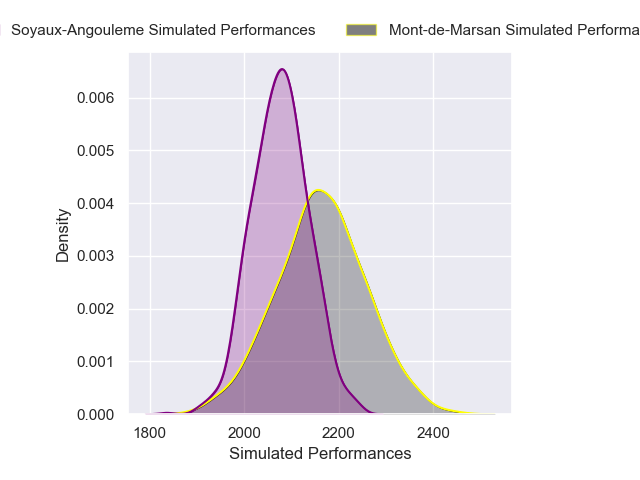 Soyaux-Angouleme Simulated Performances Mont-de-Marsan Simulated Performa
0.006
0.005
0.004
0.003
0.002
0.001
0.000
Density
1800 2000 2200 2400
Simulated Performances